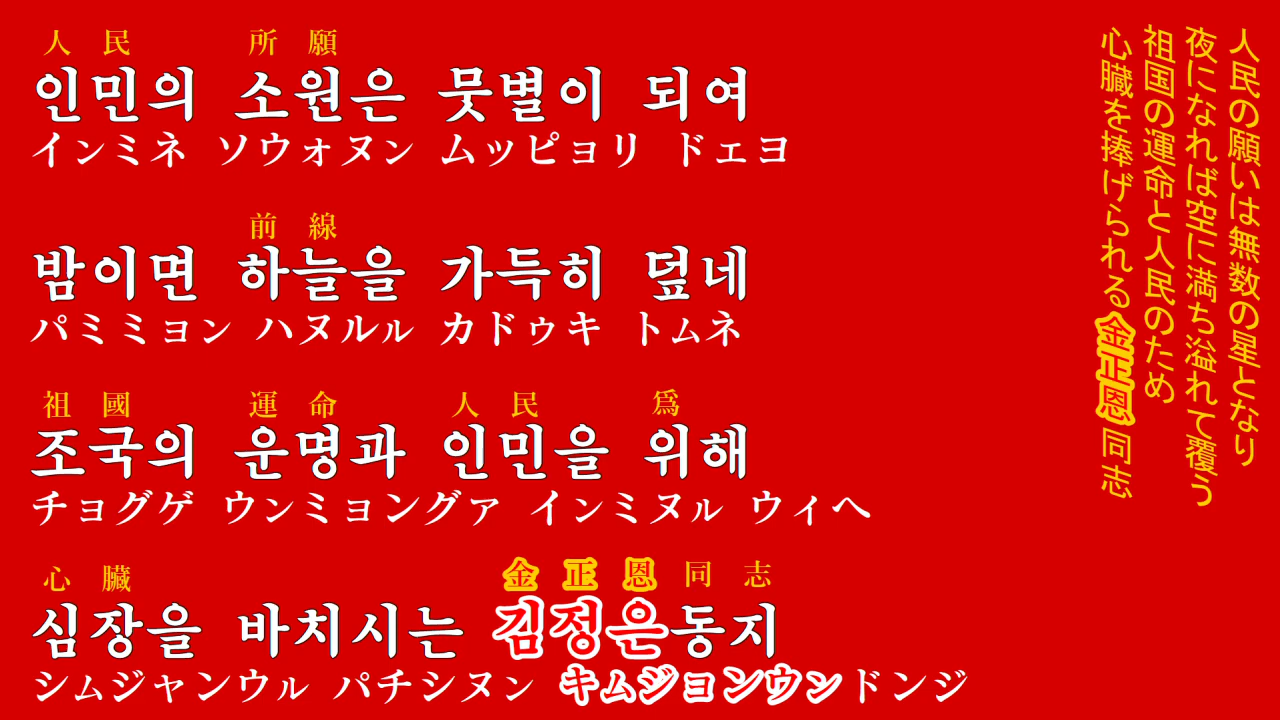 人民 所願
인민의 소원은 뭇별이 되여
インミネ ソウォヌン ムッピョリ ドェヨ
前線
밤이면 하늘을 가득히 덮네
パミミョン ハヌルル カドゥキ トムネ
祖國 運命 人民 爲
조국의 운명과 인민을 위해
チョグゲ ウンミョングァ インミヌル ウィヘ
心臓 金正恩同志
심장을 바치시는 김정은동지
シムジャンウル パチシヌン キムジョンウンドンジ
人民の願いは無数の星となり
夜になれば空に満ち溢れて覆う
祖国の運命と人民のため
心臓を捧げられる金正恩同志